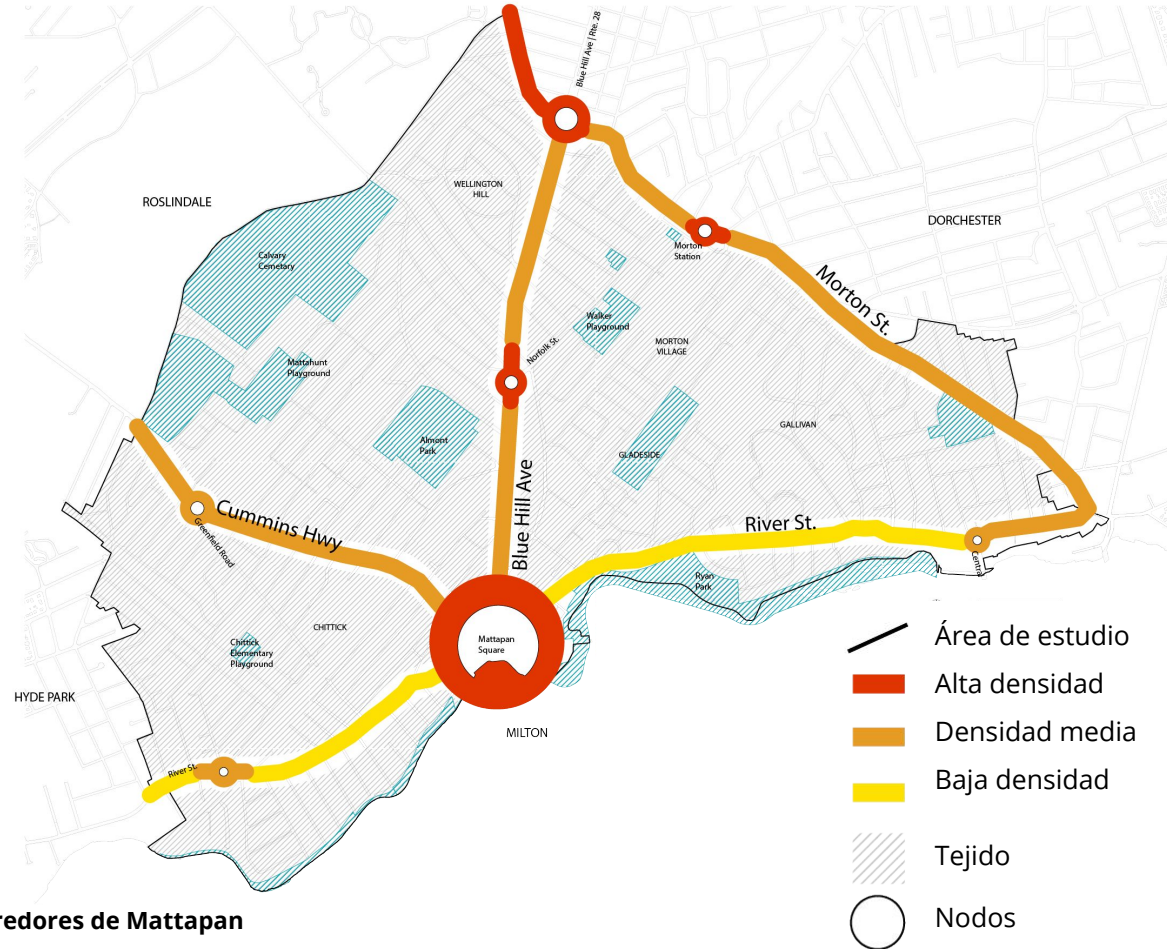 Blue Hill Ave | Rte. 28
WELLINGTON
HILL
ROSLINDALE
DORCHESTER
Calvary
Cemetary
Morton
Station
Morton St.
Walker
Playground
MORTON
VILLAGE
Norfolk St.
Mattahunt
Playground
Almont
Park
GALLIVAN
GLADESIDE
Blue Hill Ave
Cummins Hwy
Greenfield Road
River St.
Central
Ryan
Park
CHITTICK
Chittick
Elementary
Playground
Mattapan
Square
HYDE PARK
MILTON
River St.
Área de estudio
Alta densidad
Densidad media
Baja densidad
Tejido
Nodos
redores de Mattapan